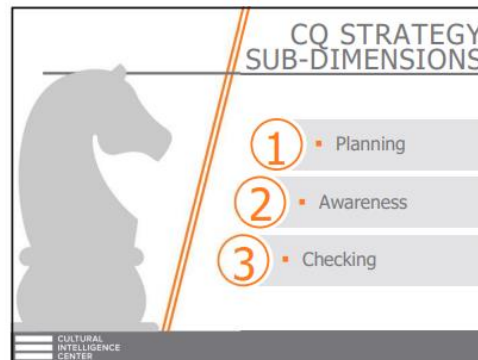 CQ STRATEGY
SUB-DIMENSIONS
1 ▪ Planning
2 ▪ Awareness
3 ▪ Checking
CULTURAL
INTELLIGENCE
CENTER